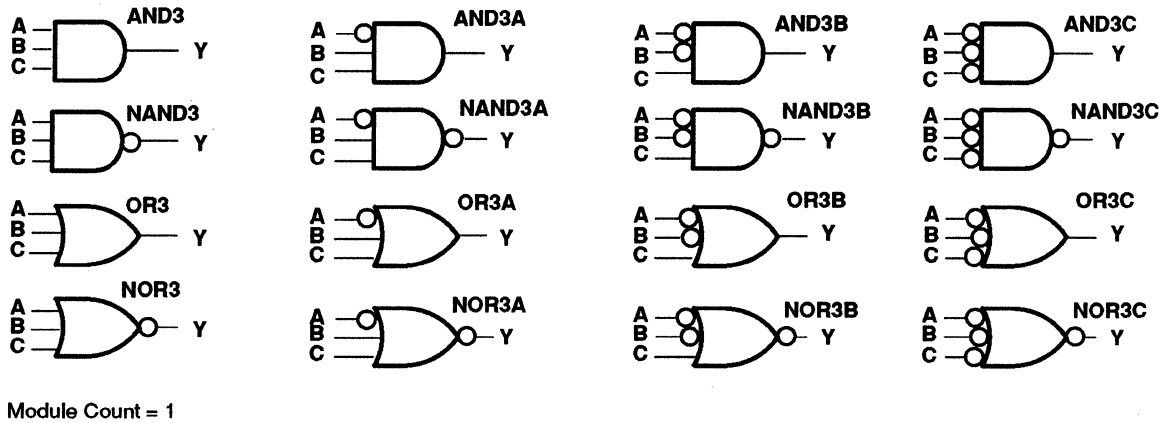 AND3
A
B
C
Y
AND3A
A
B
C
Y
AND3B
A
B
C
Y
AND3C
A
B
C
Y
NAND3
A
B
C
Y
NAND3A
A
B
C
Y
NAND3B
A
B
C
Y
NAND3C
A
B
C
Y
OR3
A
B
C
Y
OR3A
A
B
C
Y
OR3B
A
B
C
Y
OR3C
A
B
C
Y
NOR3
A
B
C
Y
NOR3A
A
B
C
Y
NOR3B
A
B
C
Y
NOR3C
A
B
C
Y
Module Count = 1